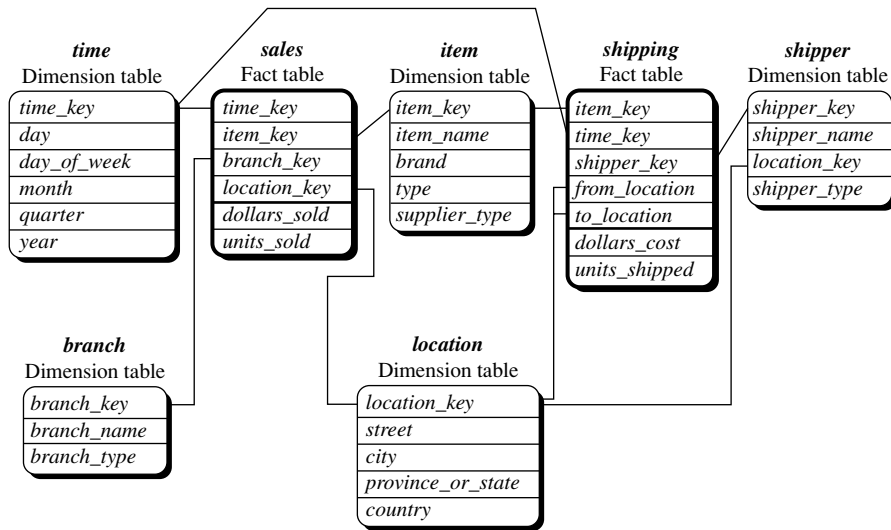 time
Dimension table
time_key
day
day_of_week
month
quarter
year
sales
Fact table
time_key
item_key
branch_key
location_key
dollars_sold
units_sold
item
Dimension table
item_key
item_name
brand
type
supplier_type
shipping
Fact table
item_key
time_key
shipper_key
from_location
to_location
dollars_cost
units_shipped
shipper
Dimension table
shipper_key
shipper_name
location_key
shipper_type
branch
Dimension table
branch_key
branch_name
branch_type
location
Dimension table
location_key
street
city
province_or_state
country